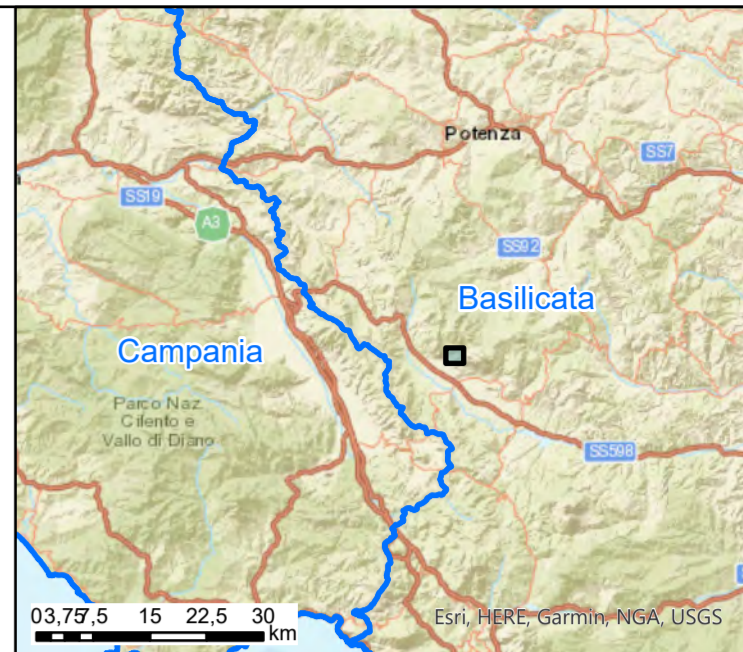 Potenza
SS7
SS19
A3
SS92
Basilicata
Campania
Parco Naz.
Cilento e
Vallo di Diano
SS598
03,757,5 15 22,5 30
km
Esri, HERE, Garmin, NGA, USGS